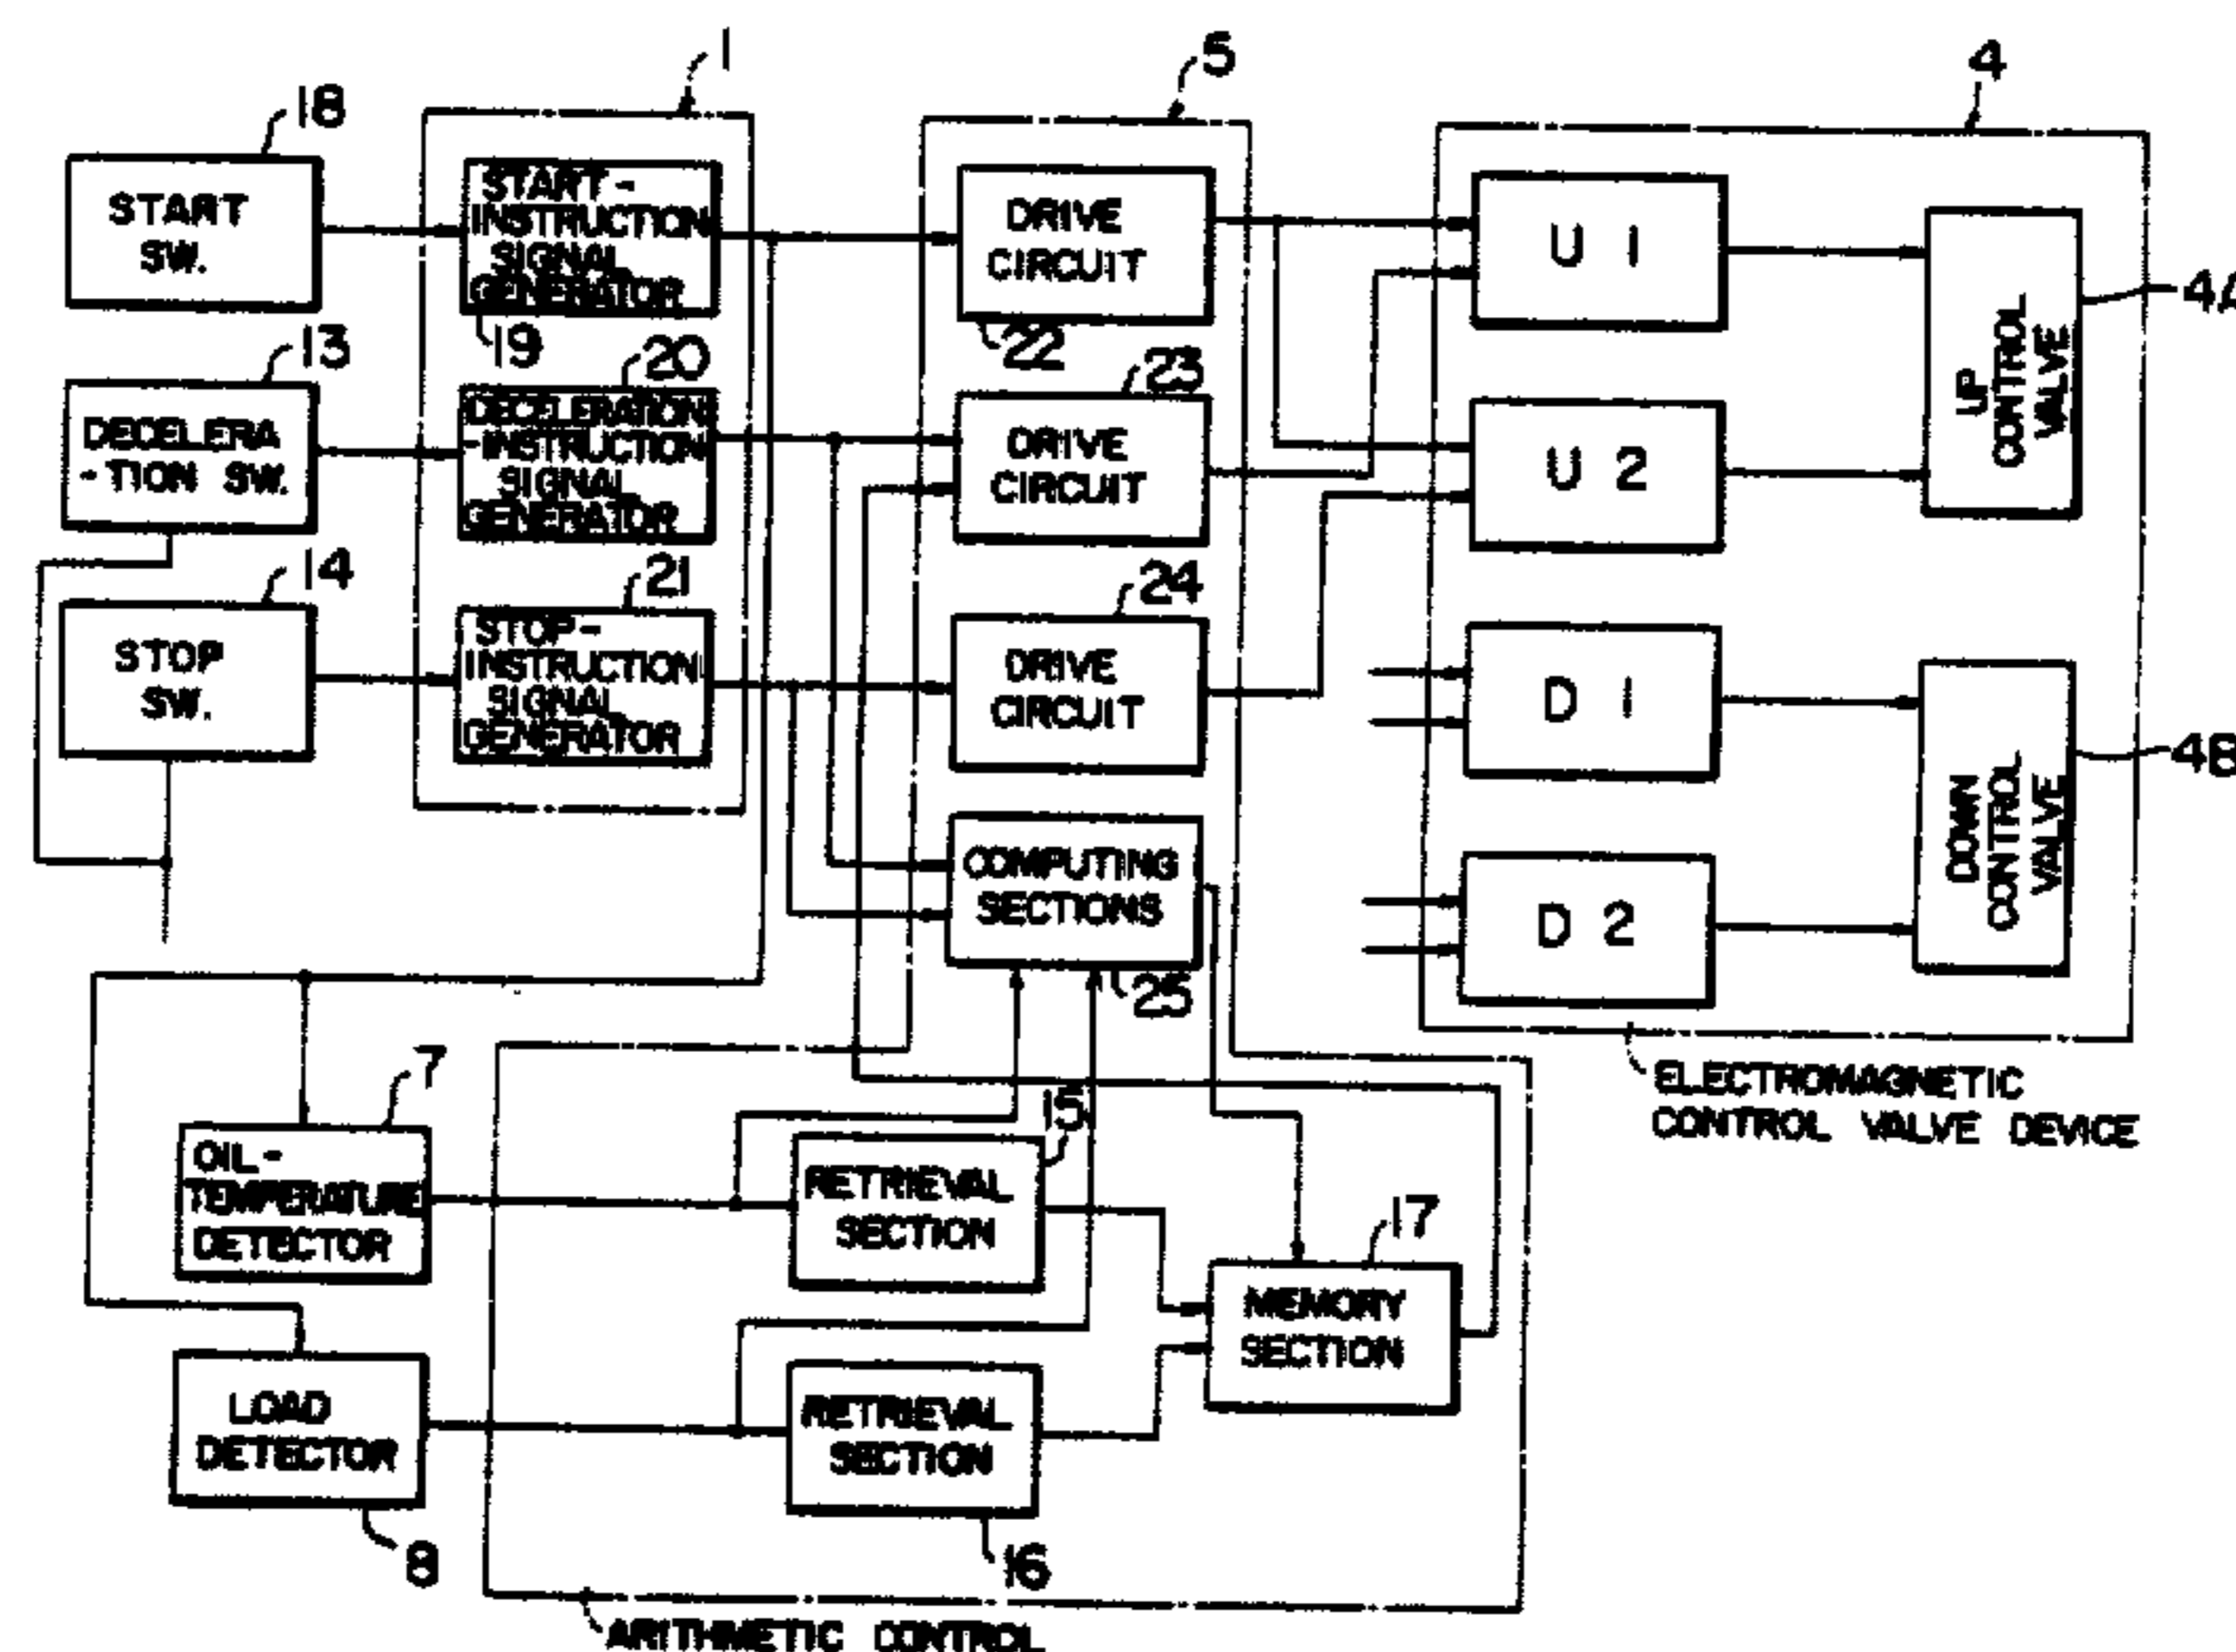 1
5
4
18
START
SW.
START-
INSTRUCTION
SIGNAL
GENERATOR
19
DRIVE
CIRCUIT
22
U 1
UP
CONTROL
VALVE
4A
13
DECELERA
-TION SW.
20
DECELERATION
-INSTRUCTION
SIGNAL
GENERATOR
23
DRIVE
CIRCUIT
U 2
14
STOP
SW.
21
STOP-
INSTRUCTION
SIGNAL
GENERATOR
24
DRIVE
CIRCUIT
D 1
DOWN
CONTROL
VALVE
4B
COMPUTING
SECTIONS
25
D 2
ELECTROMAGNETIC
CONTROL VALVE DEVICE
7
OIL-
TEMPERATURE
DETECTOR
15
RETRIEVAL
SECTION
17
MEMORY
SECTION
LOAD
DETECTOR
8
RETRIEVAL
SECTION
16
ARITHMETIC CONTROL